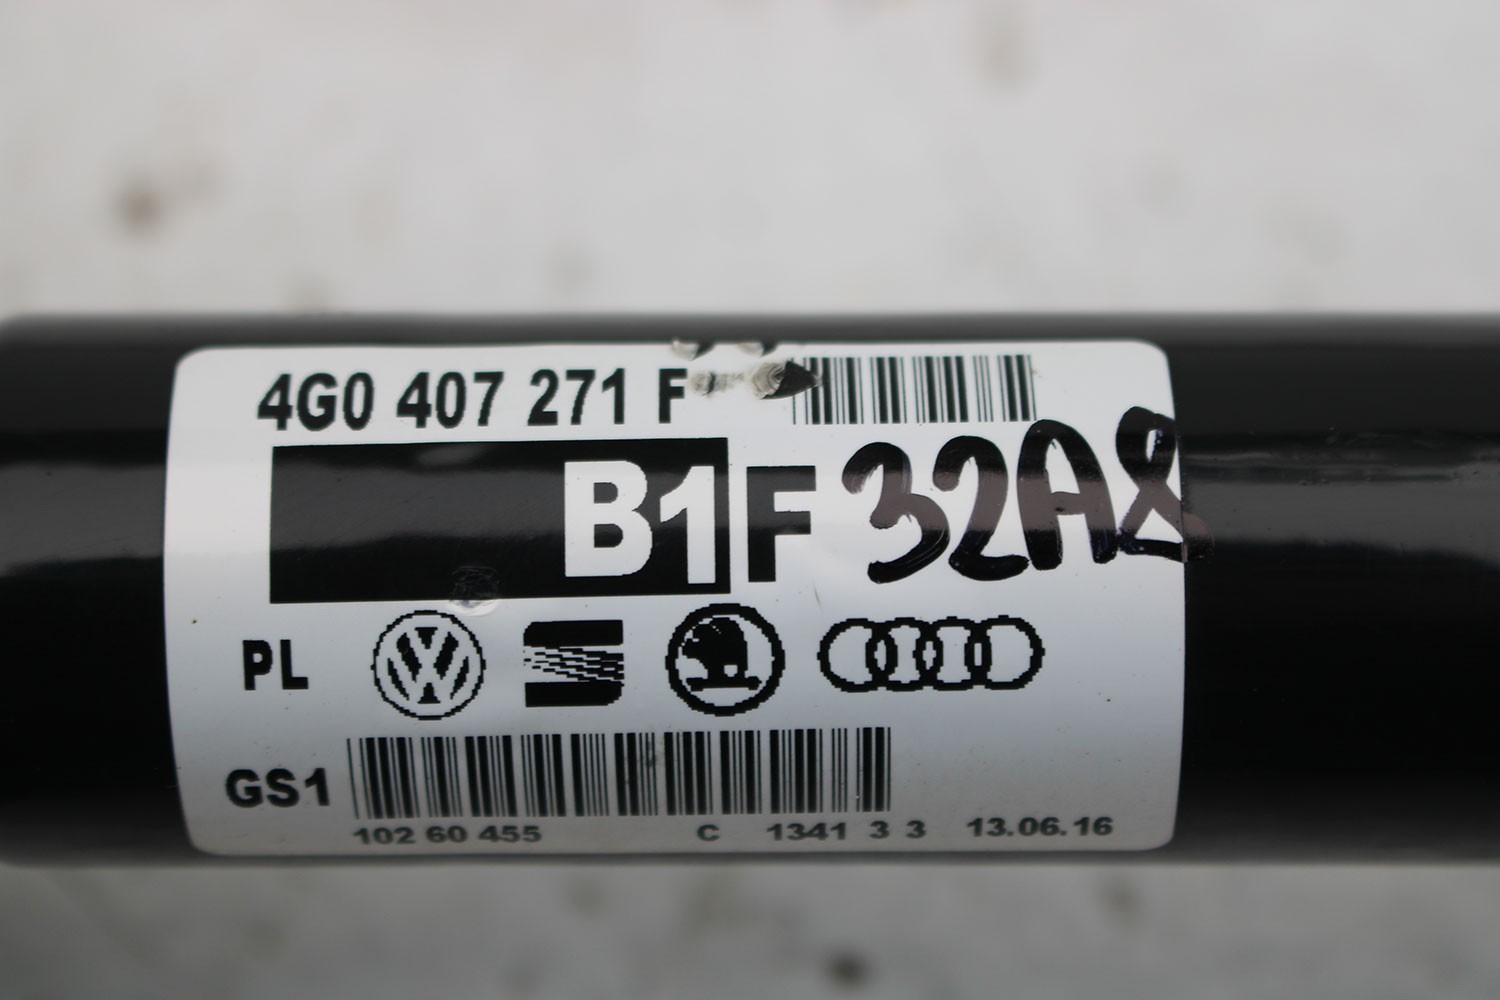 4G0 407 271 F
B1F 32A8
PL
GS1
102 60 455 C 1341 3 3 13.06.16